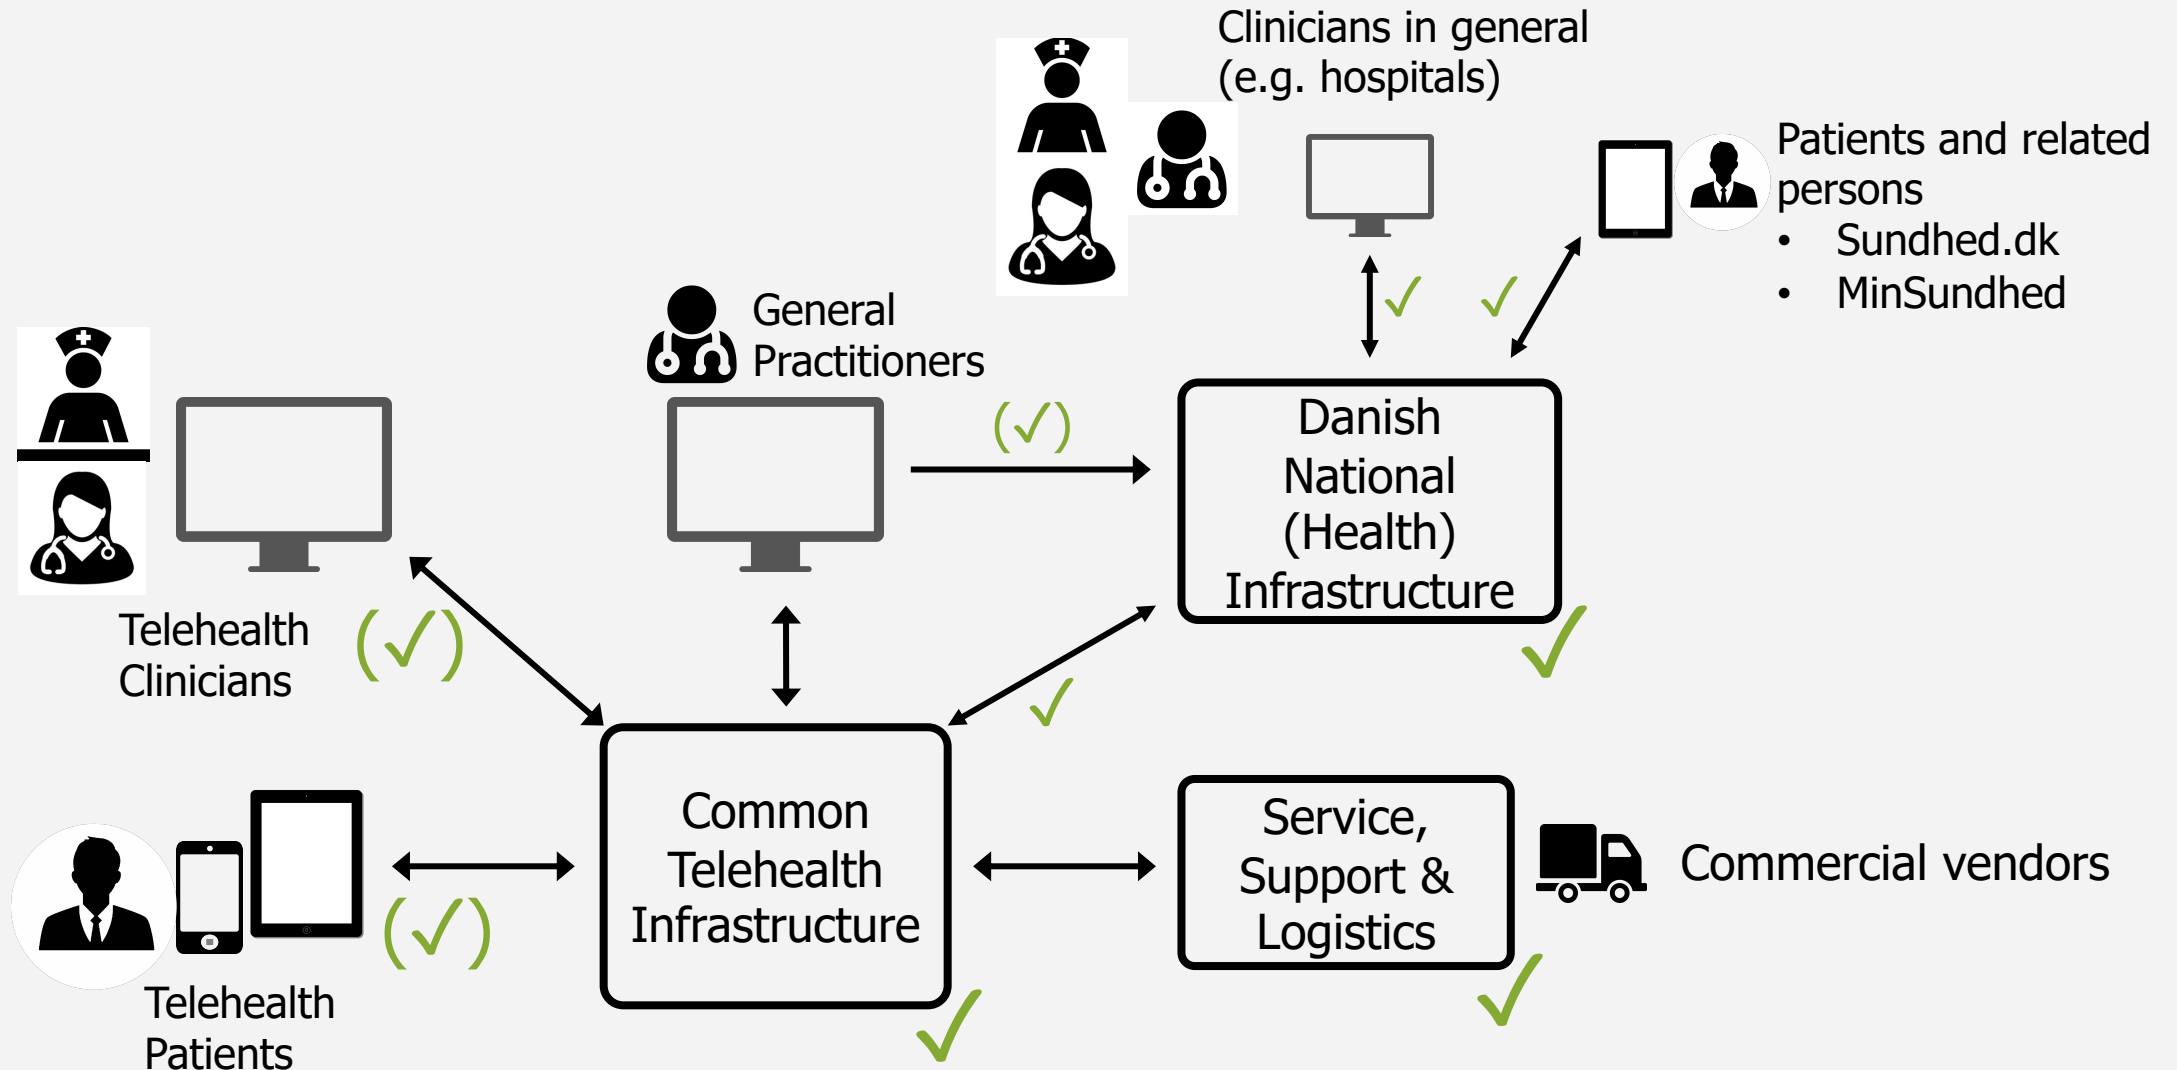 Clinicians in general
(e.g. hospitals)
Patients and related
persons
• Sundhed.dk
• MinSundhed
General
Practitioners
(✓)
✓
✓
Danish
National
(Health)
Infrastructure
✓
Telehealth
Clinicians
(✓)
✓
Common
Telehealth
Infrastructure
✓
Service,
Support &
Logistics
✓
Commercial vendors
(✓)
Telehealth
Patients